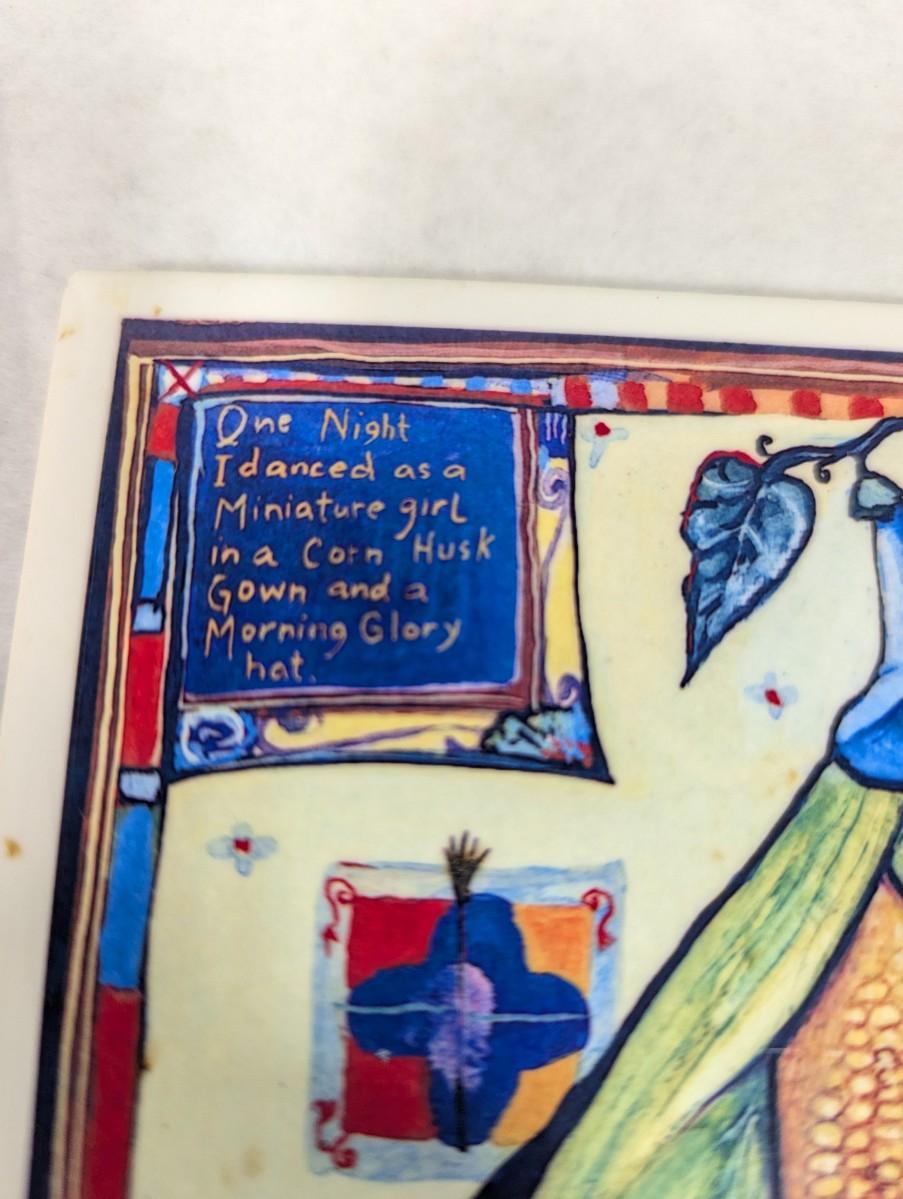 One Night
I danced as a
Miniature girl
in a Corn Husk
Gown and a
Morning Glory
hat.